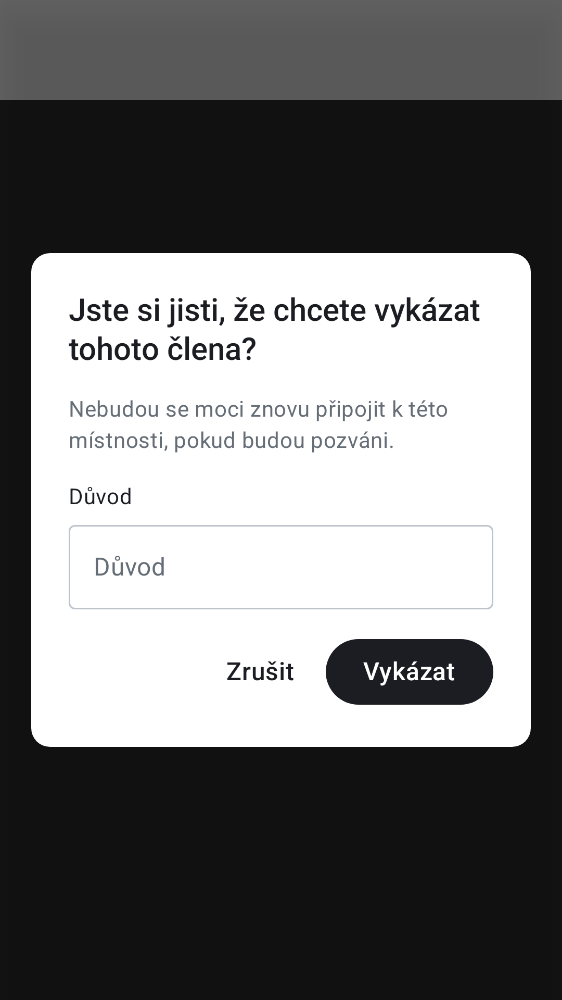 Jste si jisti, že chcete vykázat
tohoto člena?
Nebudou se moci znovu připojit k této
místnosti, pokud budou pozváni.
Důvod
Důvod
Zrušit
Vykázat